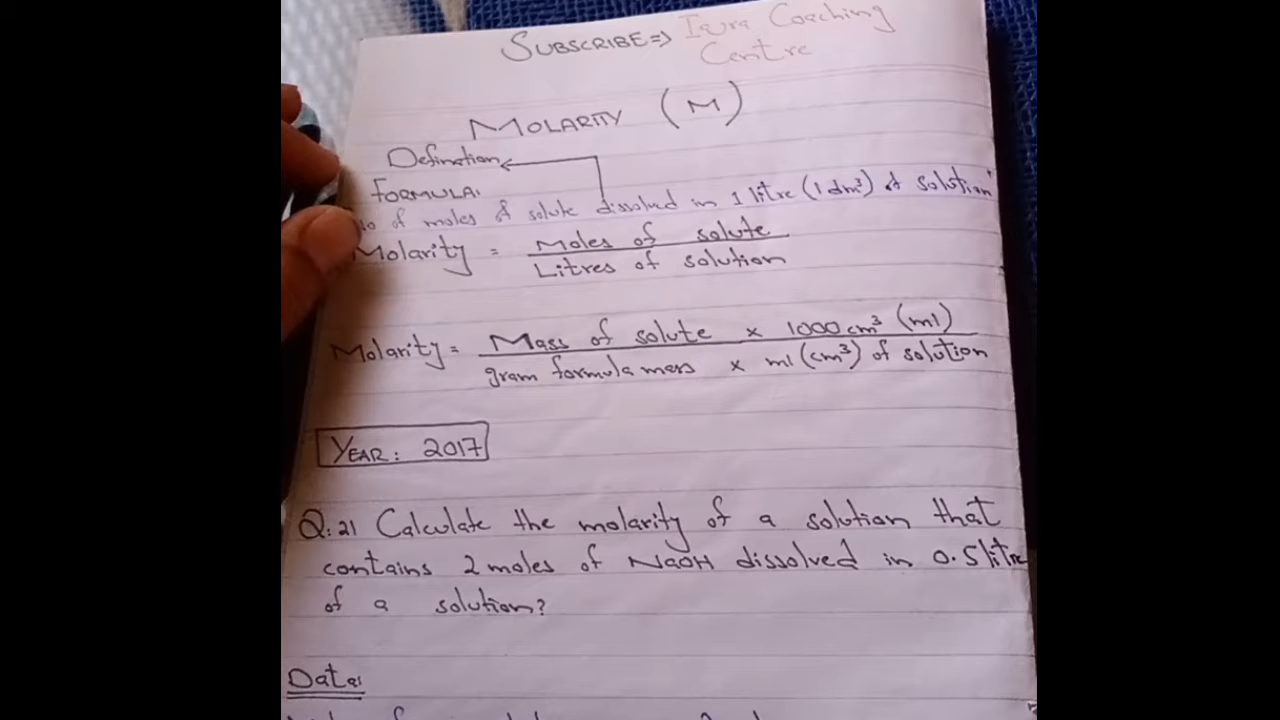 SUBSCRIBE⇒ Iqra Coaching
Centre
MOLARITY (M)
Defination
FORMULA:
No of moles of solute dissolved in 1 litre (1 dm³) of solution
Molarity = Moles of solute
Litres of solution
Molarity = Mass of solute x 1000 cm³ (ml)
gram formula mass x ml (cm³) of solution
YEAR: 2017
Q:21 Calculate the molarity of a solution that
contains 2 moles of NaOH dissolved in 0.5 litre
of a solution?
Data: